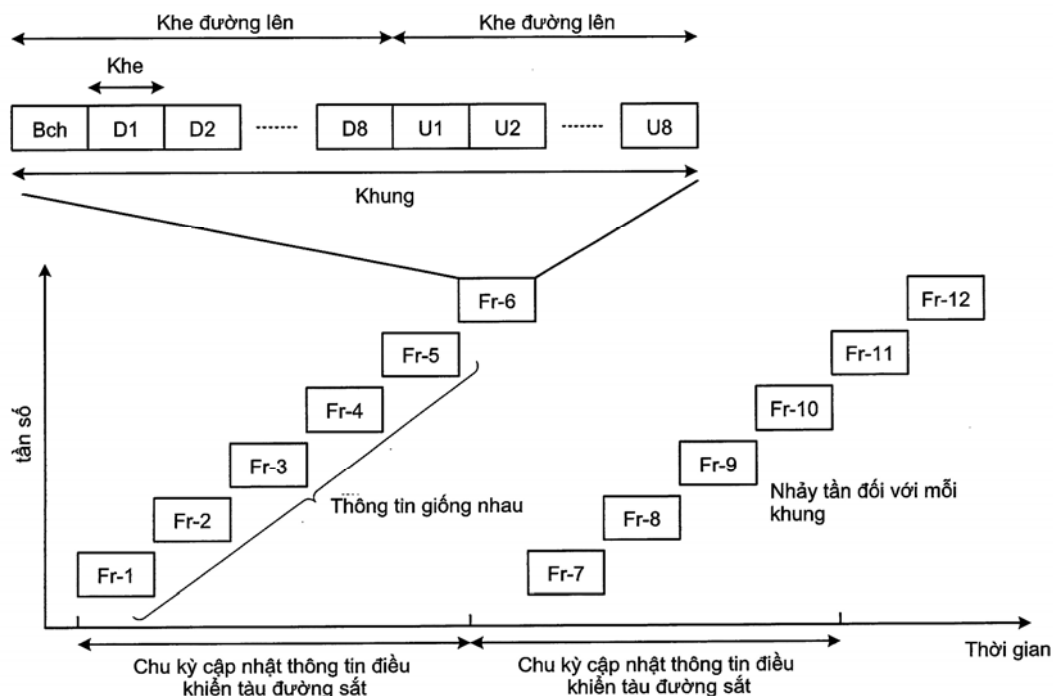 Khe đường lên
Khe đường lên
Khe
Bch D1 D2 D8 U1 U2 U8
Khung
Fr-6
Fr-12
Fr-5
Fr-11
Fr-4
Fr-10
Fr-3
Fr-9
Fr-2
Fr-8
Fr-1
Fr-7
tần số
Thông tin giống nhau
Nhảy tần đối với mỗi
khung
Thời gian
Chu kỳ cập nhật thông tin điều
khiển tàu đường sắt
Chu kỳ cập nhật thông tin điều
khiển tàu đường sắt